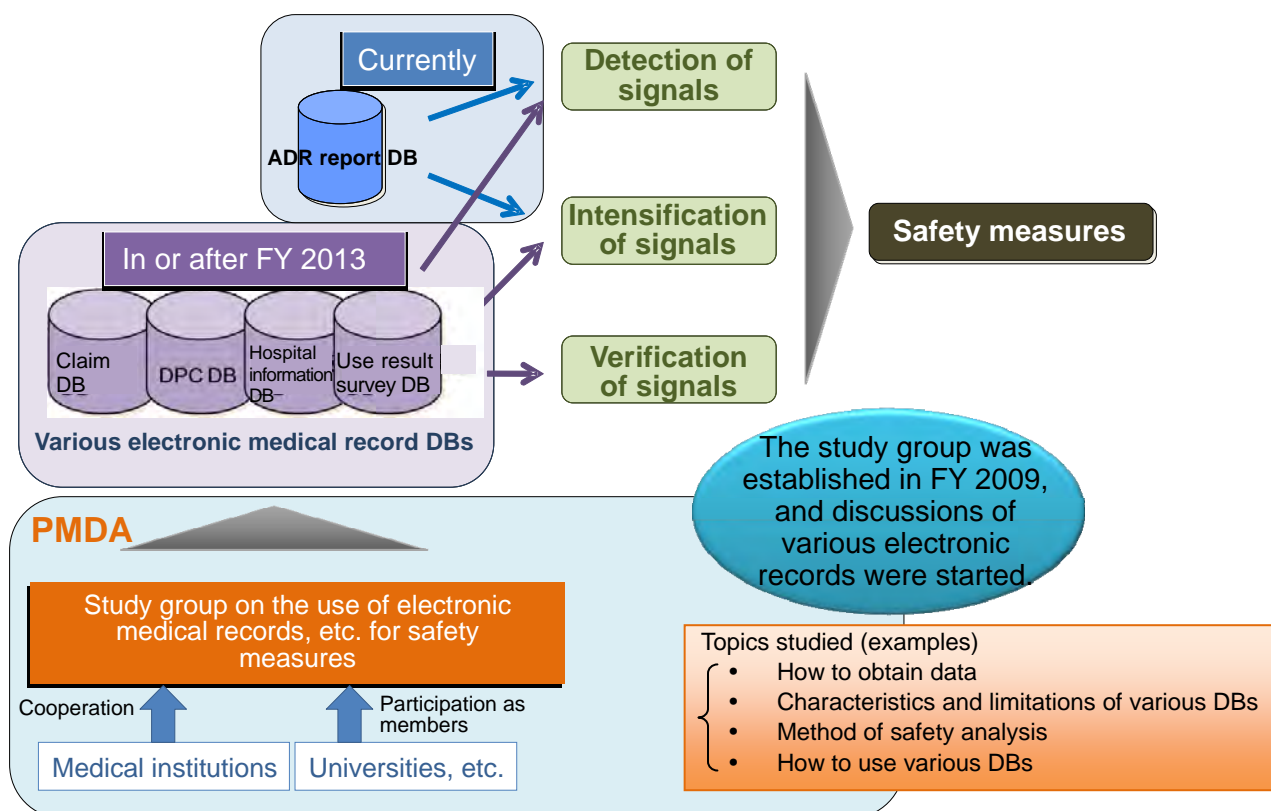 Currently
ADR report DB
Detection of
signals
Intensification
of signals
Verification
of signals
Safety measures
In or after FY 2013
Claim
DB
DPC DB
Hospital
information
DB
Use result
survey DB
Various electronic medical record DBs
The study group was
established in FY 2009,
and discussions of
various electronic
records were started.
PMDA
Study group on the use of electronic
medical records, etc. for safety
measures
Cooperation
Participation as
members
Medical institutions
Universities, etc.
Topics studied (examples)
• How to obtain data
• Characteristics and limitations of various DBs
• Method of safety analysis
• How to use various DBs